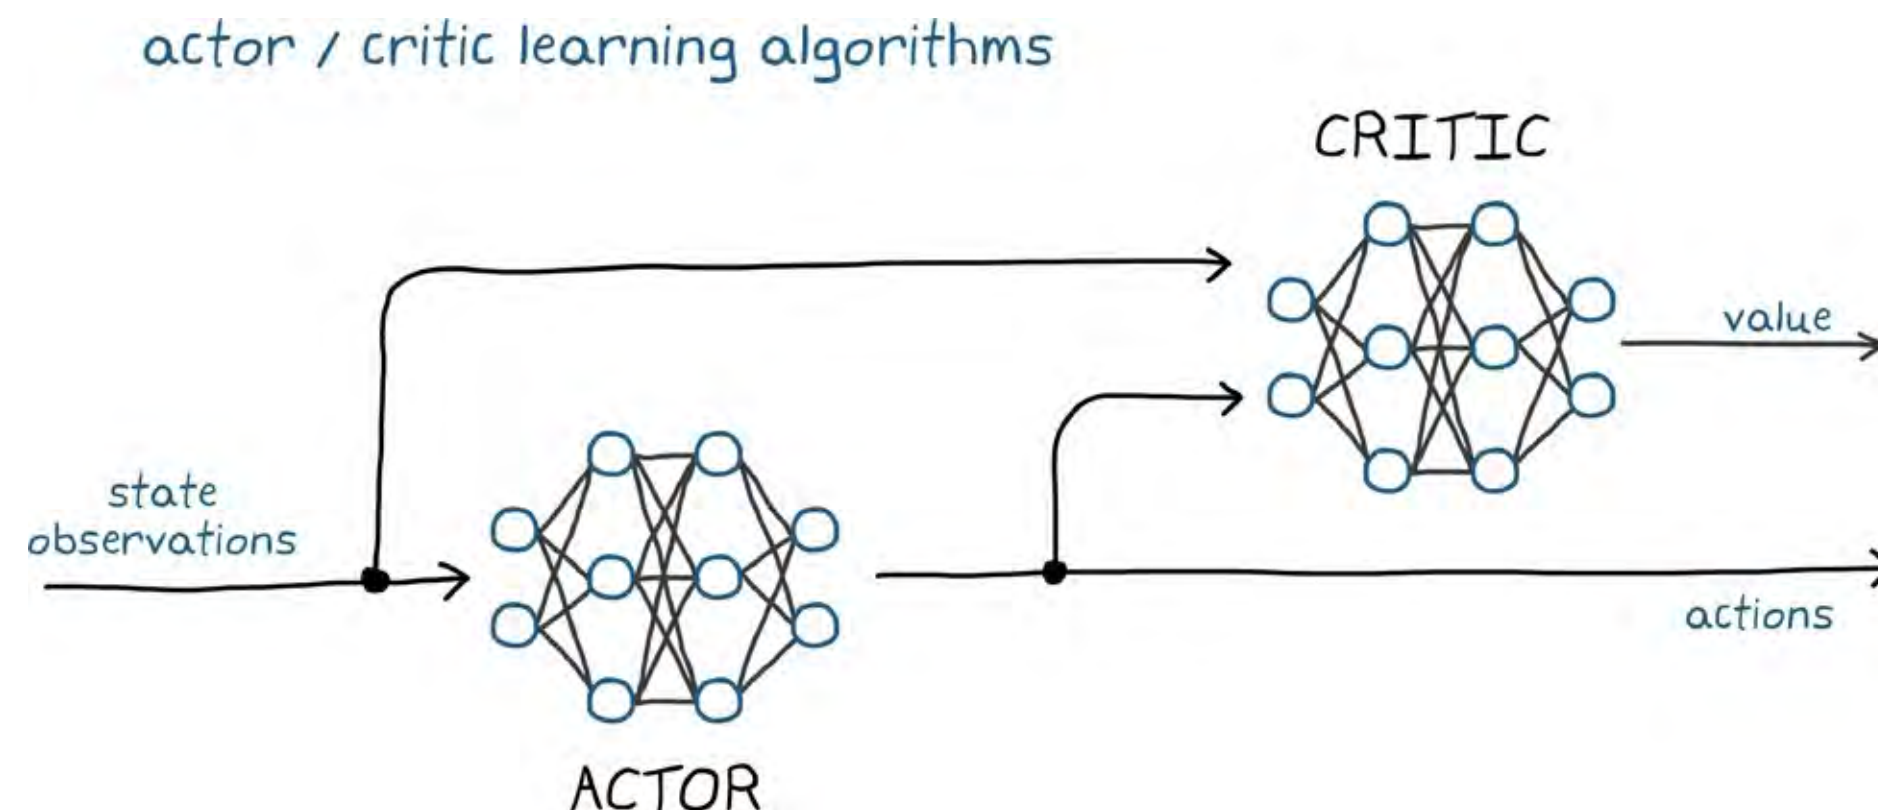 actor / critic learning algorithms
CRITIC
value
state
observations
actions
ACTOR